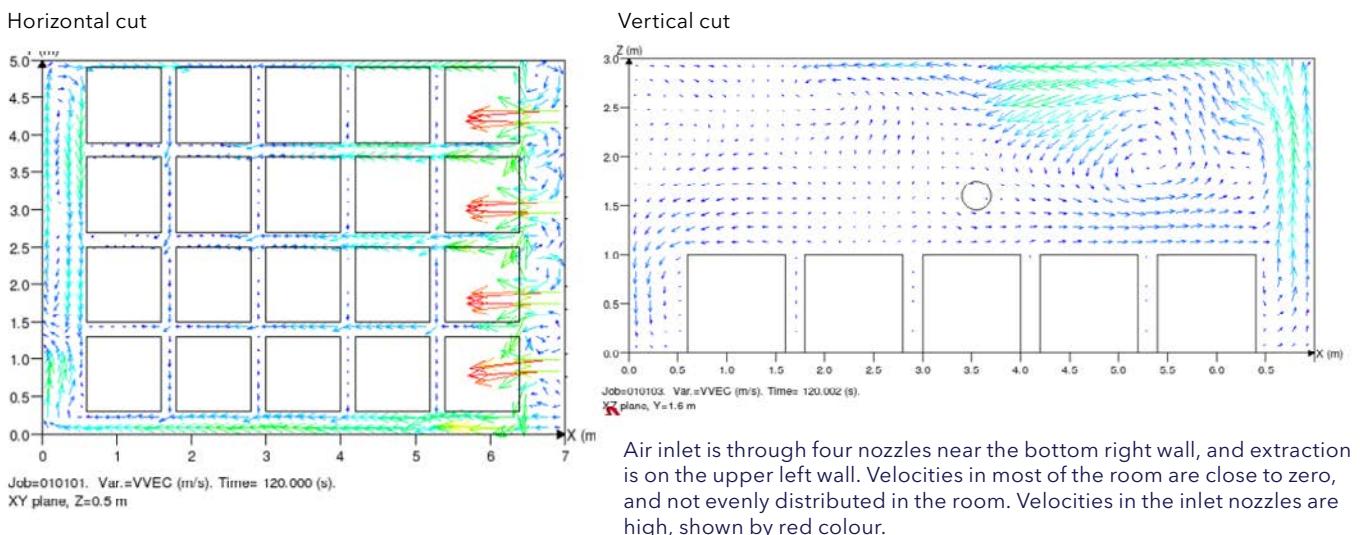 Horizontal cut
Vertical cut
Z (m)
5.0
4.5
4.0
3.5
3.0
2.5
2.0
1.5
1.0
0.5
0.0
X (m
0 1 2 3 4 5 6 7
Job=010101. Var.=VVEC (m/s). Time= 120.000 (s).
XY plane, Z=0.5 m
3.0
2.5
2.0
1.5
1.0
0.5
0.0
X (m)
0.0 0.5 1.0 1.5 2.0 2.5 3.0 3.5 4.0 4.5 5.0 5.5 6.0 6.5
Job=010103. Var.=VVEC (m/s). Time= 120.002 (s).
XZ plane, Y=1.6 m
Air inlet is through four nozzles near the bottom right wall, and extraction
is on the upper left wall. Velocities in most of the room are close to zero,
and not evenly distributed in the room. Velocities in the inlet nozzles are
high, shown by red colour.